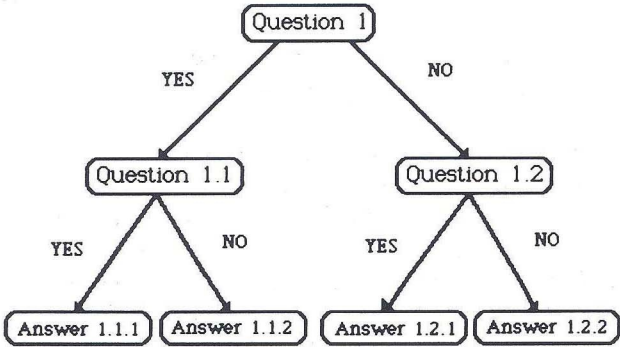 Question 1
YES
NO
Question 1.1
Question 1.2
YES
NO
YES
NO
Answer 1.1.1
Answer 1.1.2
Answer 1.2.1
Answer 1.2.2